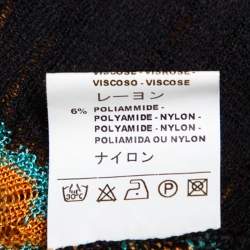 VISCOSE - VISKOSE -
VISCOSO - VISCOSE
レーヨン
6% POLIAMMIDE -
POLYAMIDE - NYLON -
POLYAMIDE - NYLON -
POLIAMIDA OU NYLON
ナイロン
30°C P